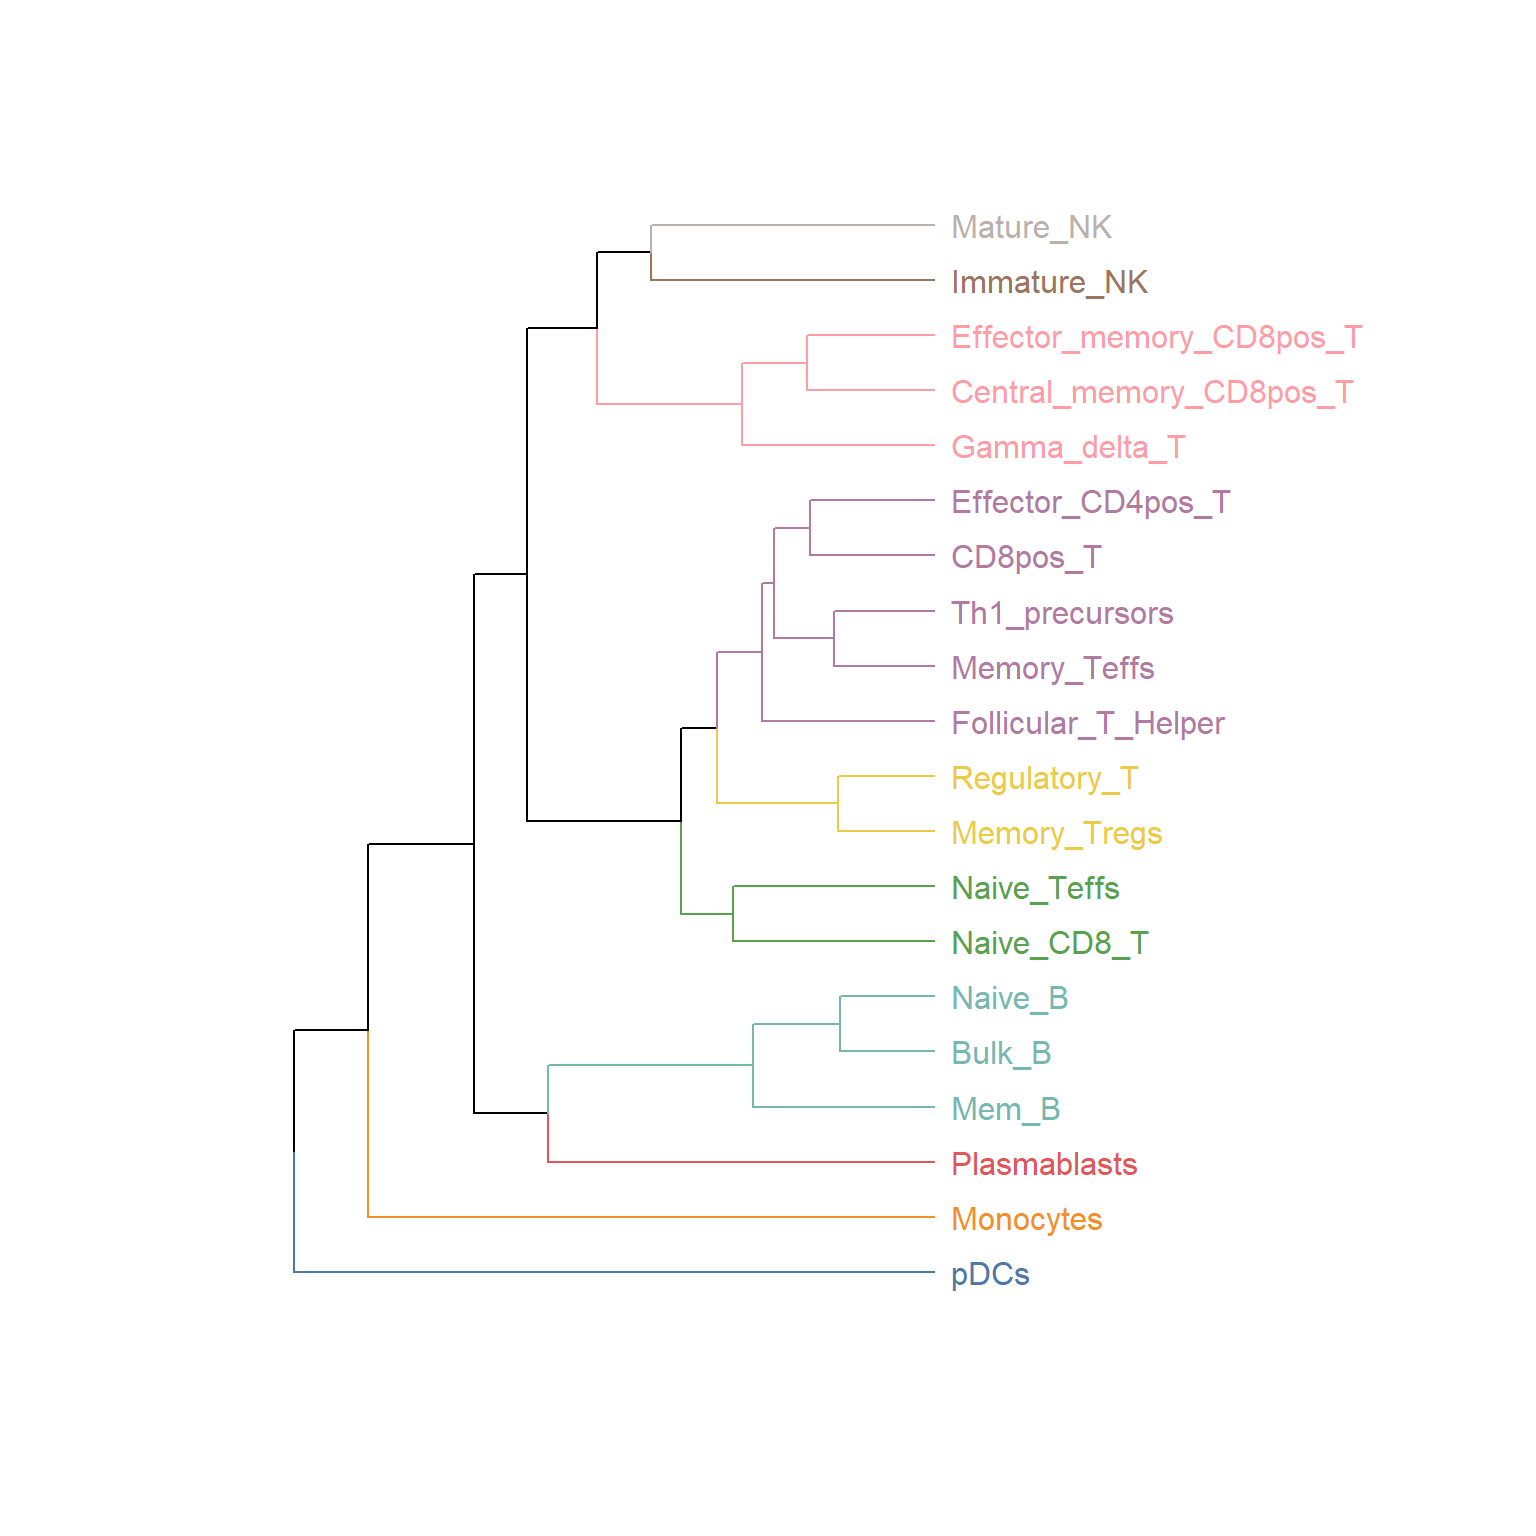 Mature_NK
Immature_NK
Effector_memory_CD8pos_T
Central_memory_CD8pos_T
Gamma_delta_T
Effector_CD4pos_T
CD8pos_T
Th1_precursors
Memory_Teffs
Follicular_T_Helper
Regulatory_T
Memory_Tregs
Naive_Teffs
Naive_CD8_T
Naive_B
Bulk_B
Mem_B
Plasmablasts
Monocytes
pDCs